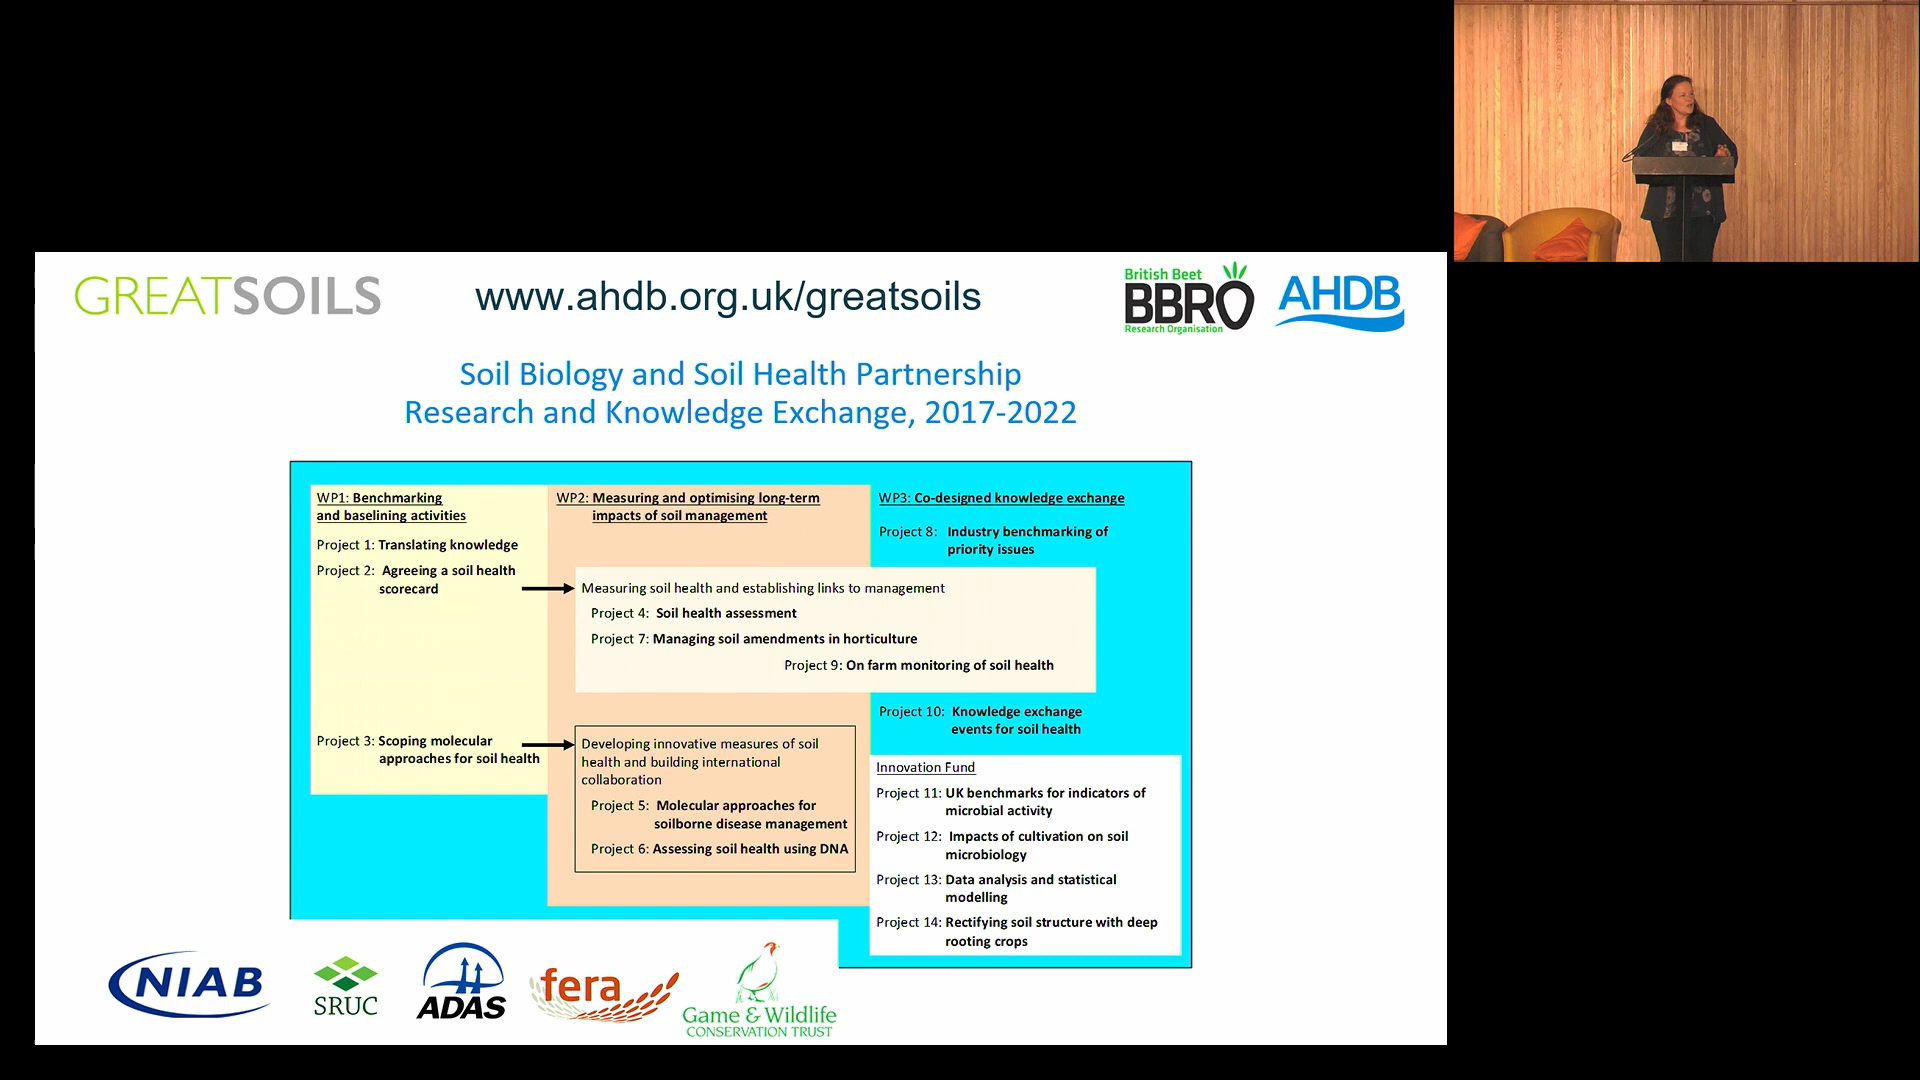 GREATSOILS
www.ahdb.org.uk/greatsoils
British Beet
BBRO
Research Organisation
AHDB
Soil Biology and Soil Health Partnership
Research and Knowledge Exchange, 2017-2022
WP1: Benchmarking
and baselining activities
Project 1: Translating knowledge
Project 2: Agreeing a soil health
scorecard
Project 3: Scoping molecular
approaches for soil health
WP2: Measuring and optimising long-term
impacts of soil management
Measuring soil health and establishing links to management
Project 4: Soil health assessment
Project 7: Managing soil amendments in horticulture
Project 9: On farm monitoring of soil health
Developing innovative measures of soil
health and building international
collaboration
Project 5: Molecular approaches for
soilborne disease management
Project 6: Assessing soil health using DNA
WP3: Co-designed knowledge exchange
Project 8: Industry benchmarking of
priority issues
Project 10: Knowledge exchange
events for soil health
Innovation Fund
Project 11: UK benchmarks for indicators of
microbial activity
Project 12: Impacts of cultivation on soil
microbiology
Project 13: Data analysis and statistical
modelling
Project 14: Rectifying soil structure with deep
rooting crops
NIAB
SRUC
ADAS
fera
Game & Wildlife
CONSERVATION TRUST